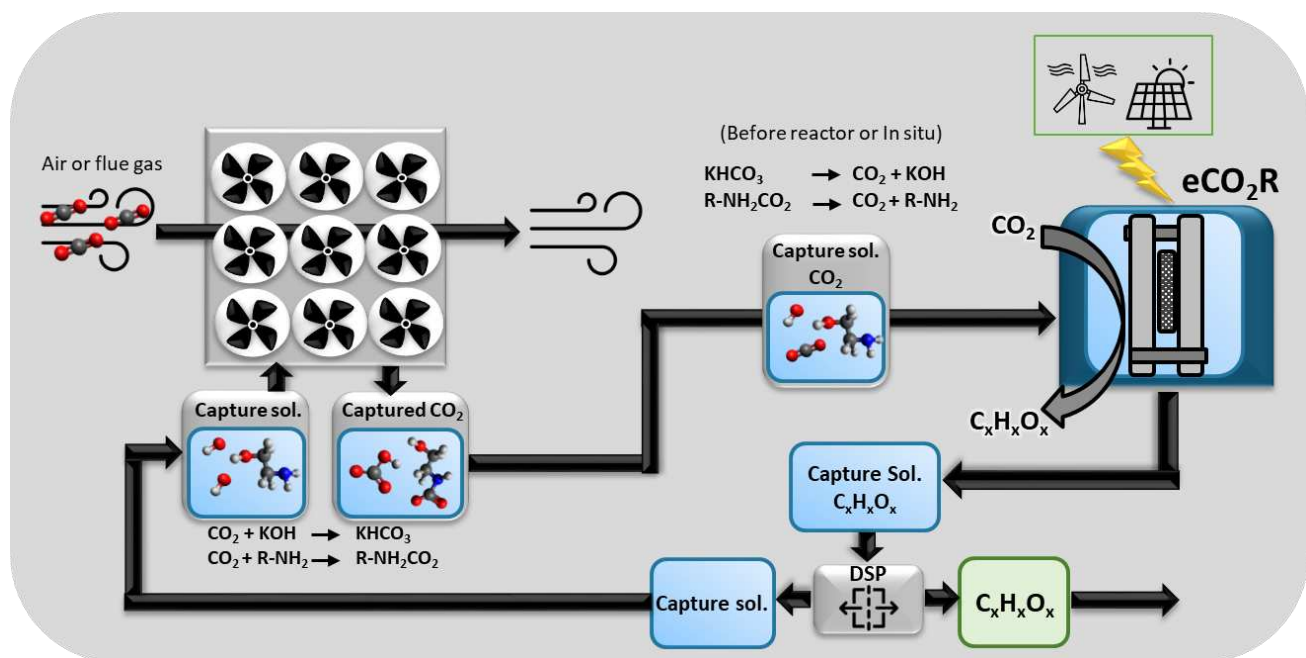 Air or flue gas
(Before reactor or In situ)
KHCO₃ → CO₂ + KOH
R-NH₂CO₂ → CO₂ + R-NH₂
eCO₂R
CO₂
CₓHₓOₓ
Capture sol.
CO₂
Capture sol.
Captured CO₂
CO₂ + KOH → KHCO₃
CO₂ + R-NH₂ → R-NH₂CO₂
Capture Sol.
CₓHₓOₓ
DSP
Capture sol.
CₓHₓOₓ